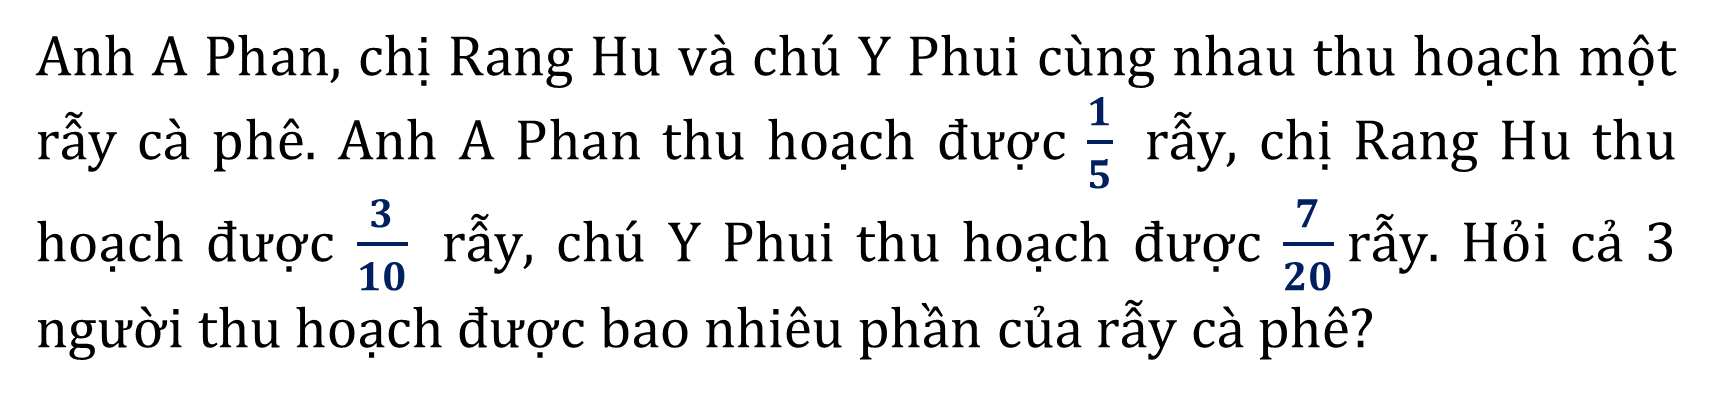 Anh A Phan, chị Rang Hu và chú Y Phui cùng nhau thu hoạch một
rẫy cà phê. Anh A Phan thu hoạch được 1/5 rẫy, chị Rang Hu thu
hoạch được 3/10 rẫy, chú Y Phui thu hoạch được 7/20 rẫy. Hỏi cả 3
người thu hoạch được bao nhiêu phần của rẫy cà phê?